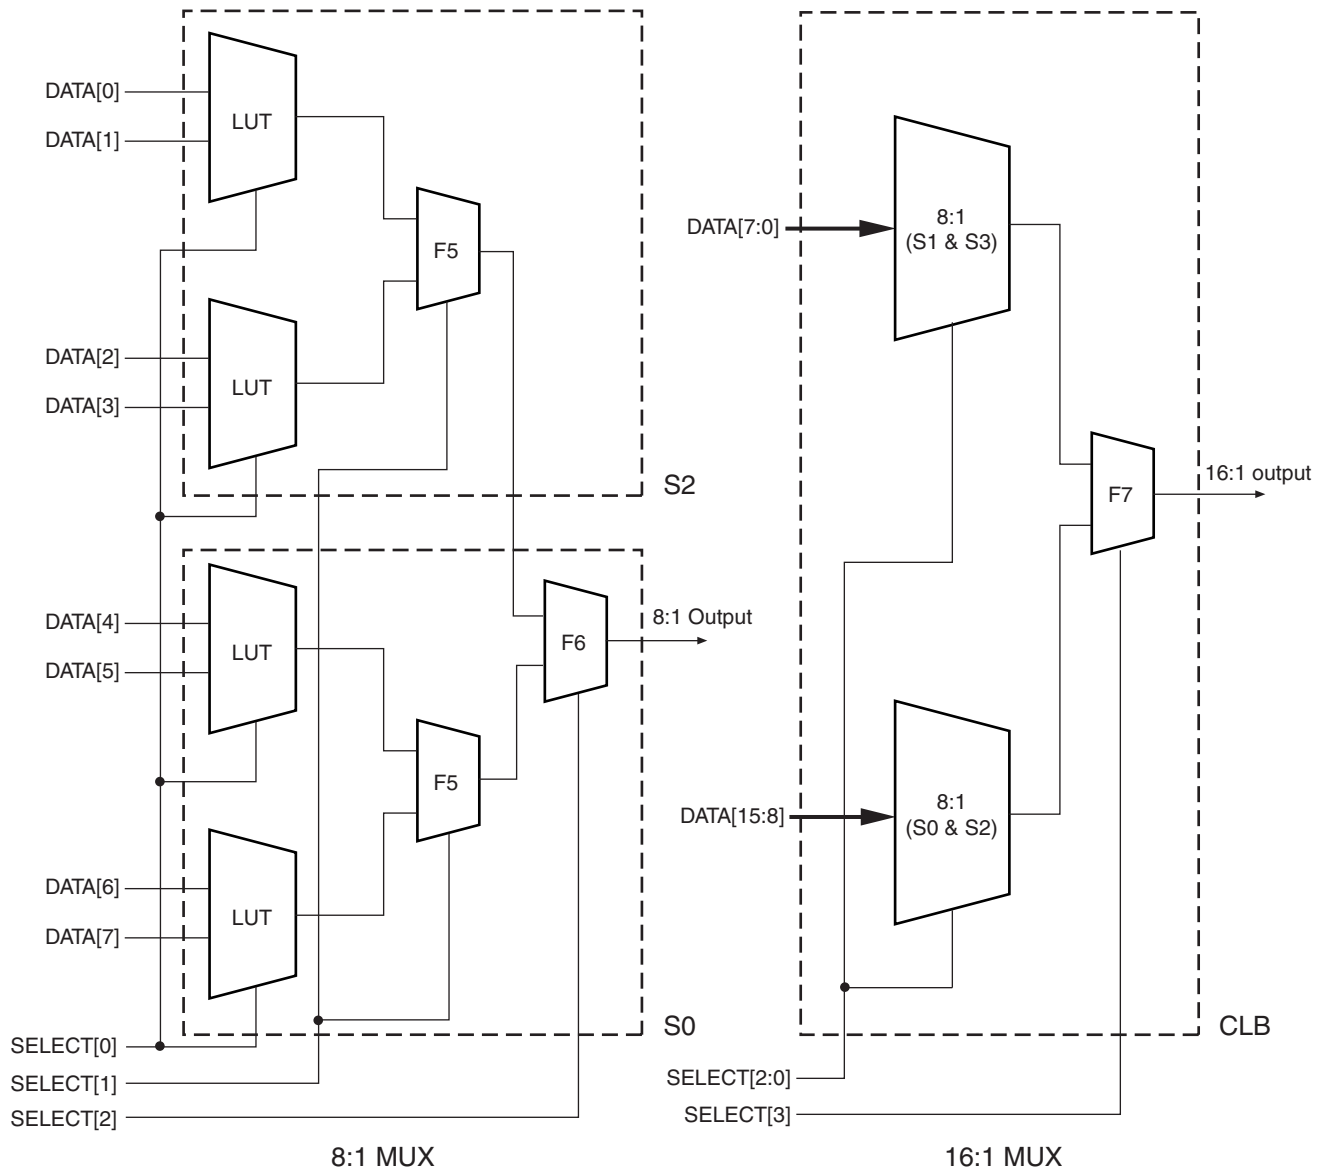 DATA[0]
DATA[1]
LUT
F5
DATA[2]
DATA[3]
LUT
S2
DATA[4]
DATA[5]
LUT
F6
8:1 Output
F5
DATA[6]
DATA[7]
LUT
S0
SELECT[0]
SELECT[1]
SELECT[2]
8:1 MUX
DATA[7:0]
8:1
(S1 & S3)
F7
16:1 output
DATA[15:8]
8:1
(S0 & S2)
CLB
SELECT[2:0]
SELECT[3]
16:1 MUX